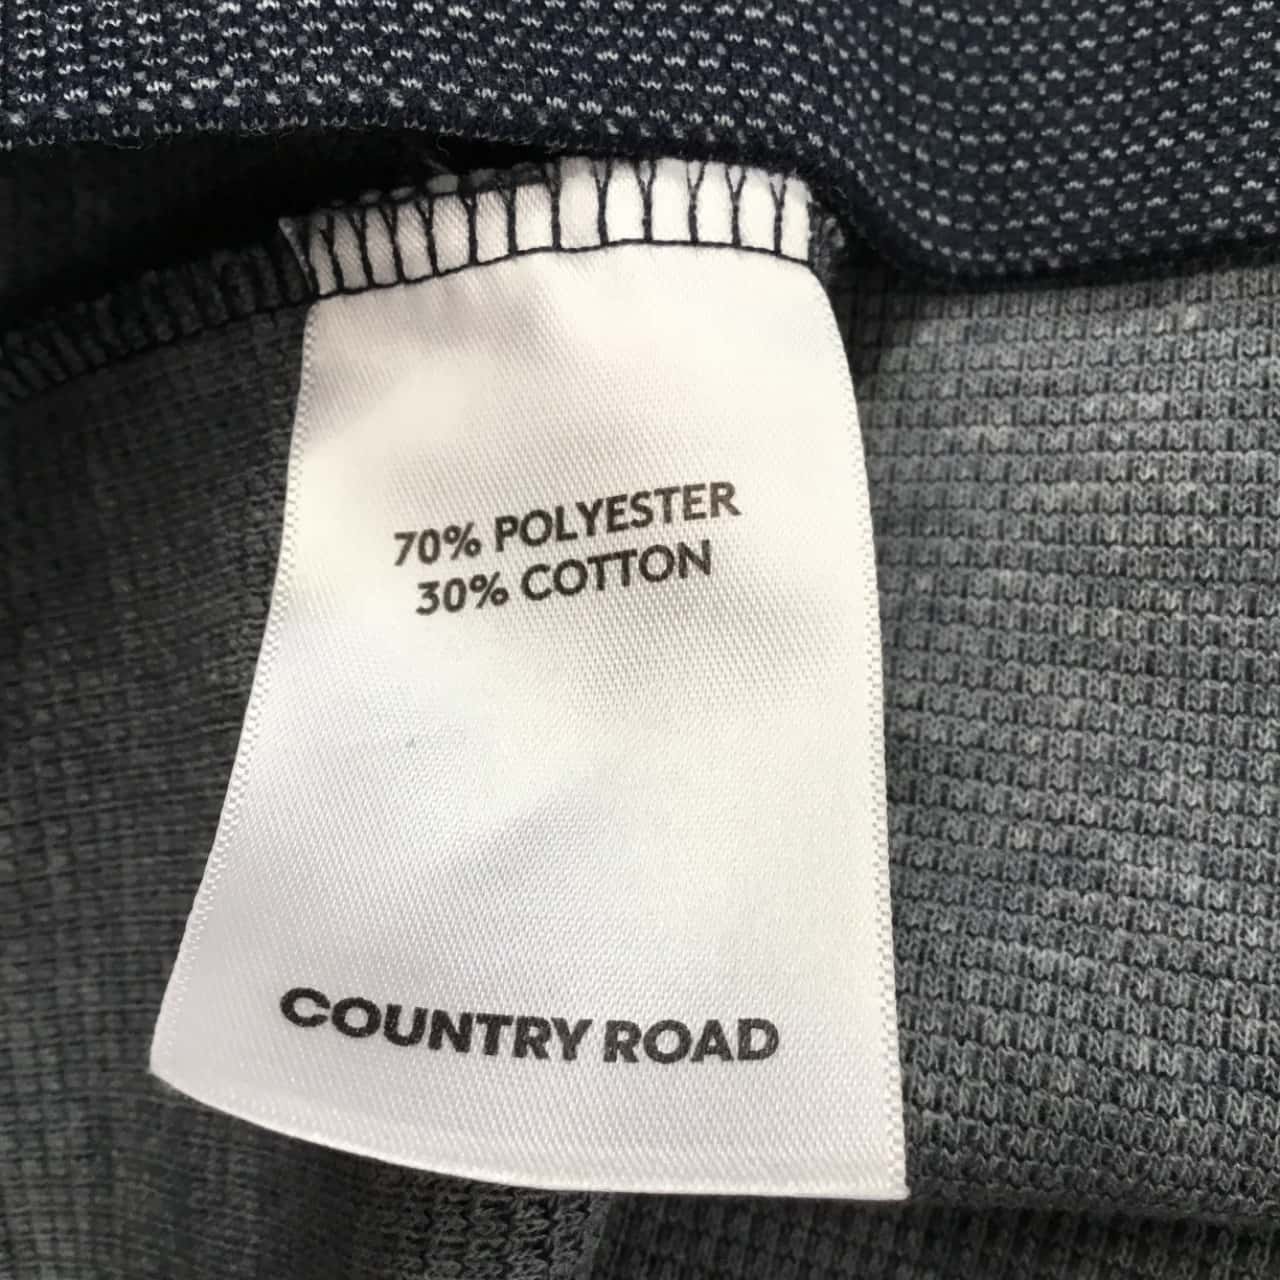 70% POLYESTER
30% COTTON
COUNTRY ROAD